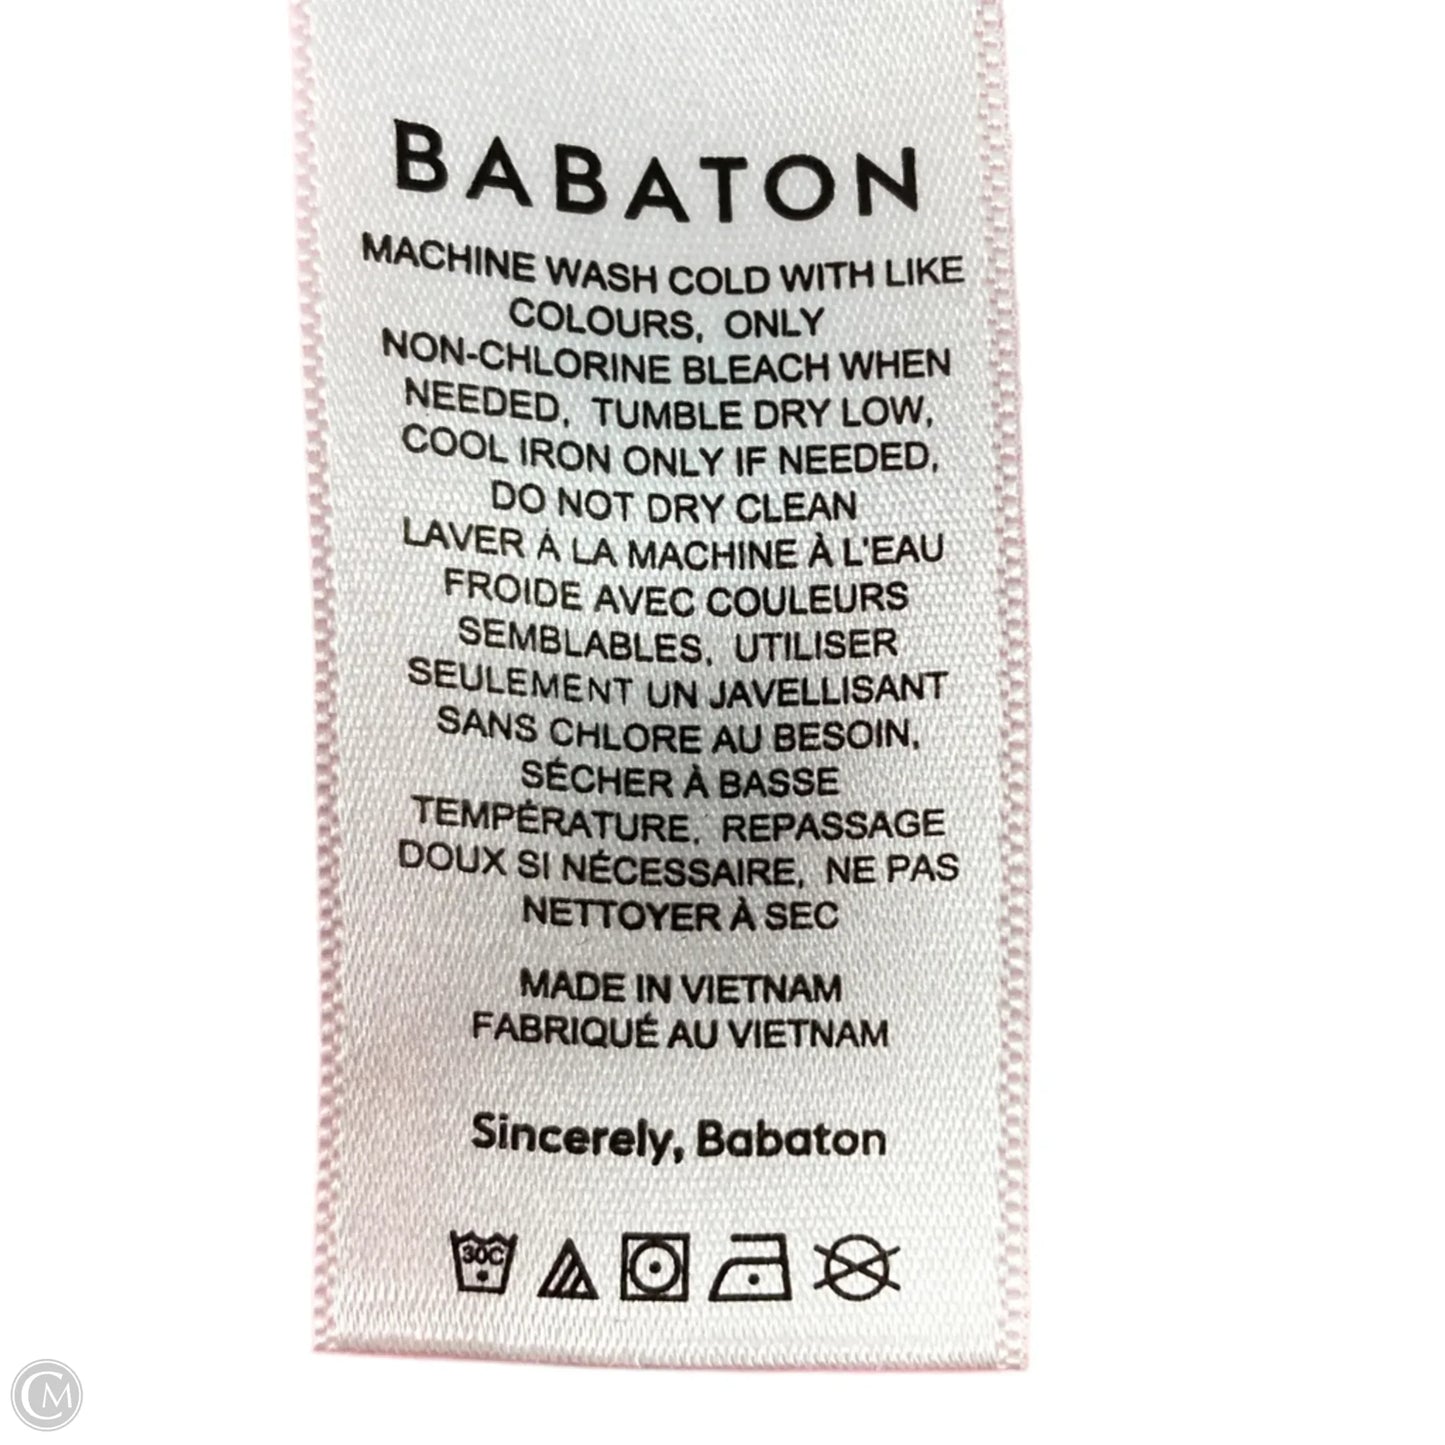 BABATON
MACHINE WASH COLD WITH LIKE
COLOURS, ONLY
NON-CHLORINE BLEACH WHEN
NEEDED, TUMBLE DRY LOW,
COOL IRON ONLY IF NEEDED,
DO NOT DRY CLEAN
LAVER À LA MACHINE À L'EAU
FROIDE AVEC COULEURS
SEMBLABLES, UTILISER
SEULEMENT UN JAVELLISANT
SANS CHLORE AU BESOIN,
SÉCHER À BASSE
TEMPÉRATURE, REPASSAGE
DOUX SI NÉCESSAIRE, NE PAS
NETTOYER À SEC
MADE IN VIETNAM
FABRIQUÉ AU VIETNAM
Sincerely, Babaton
30C
CM